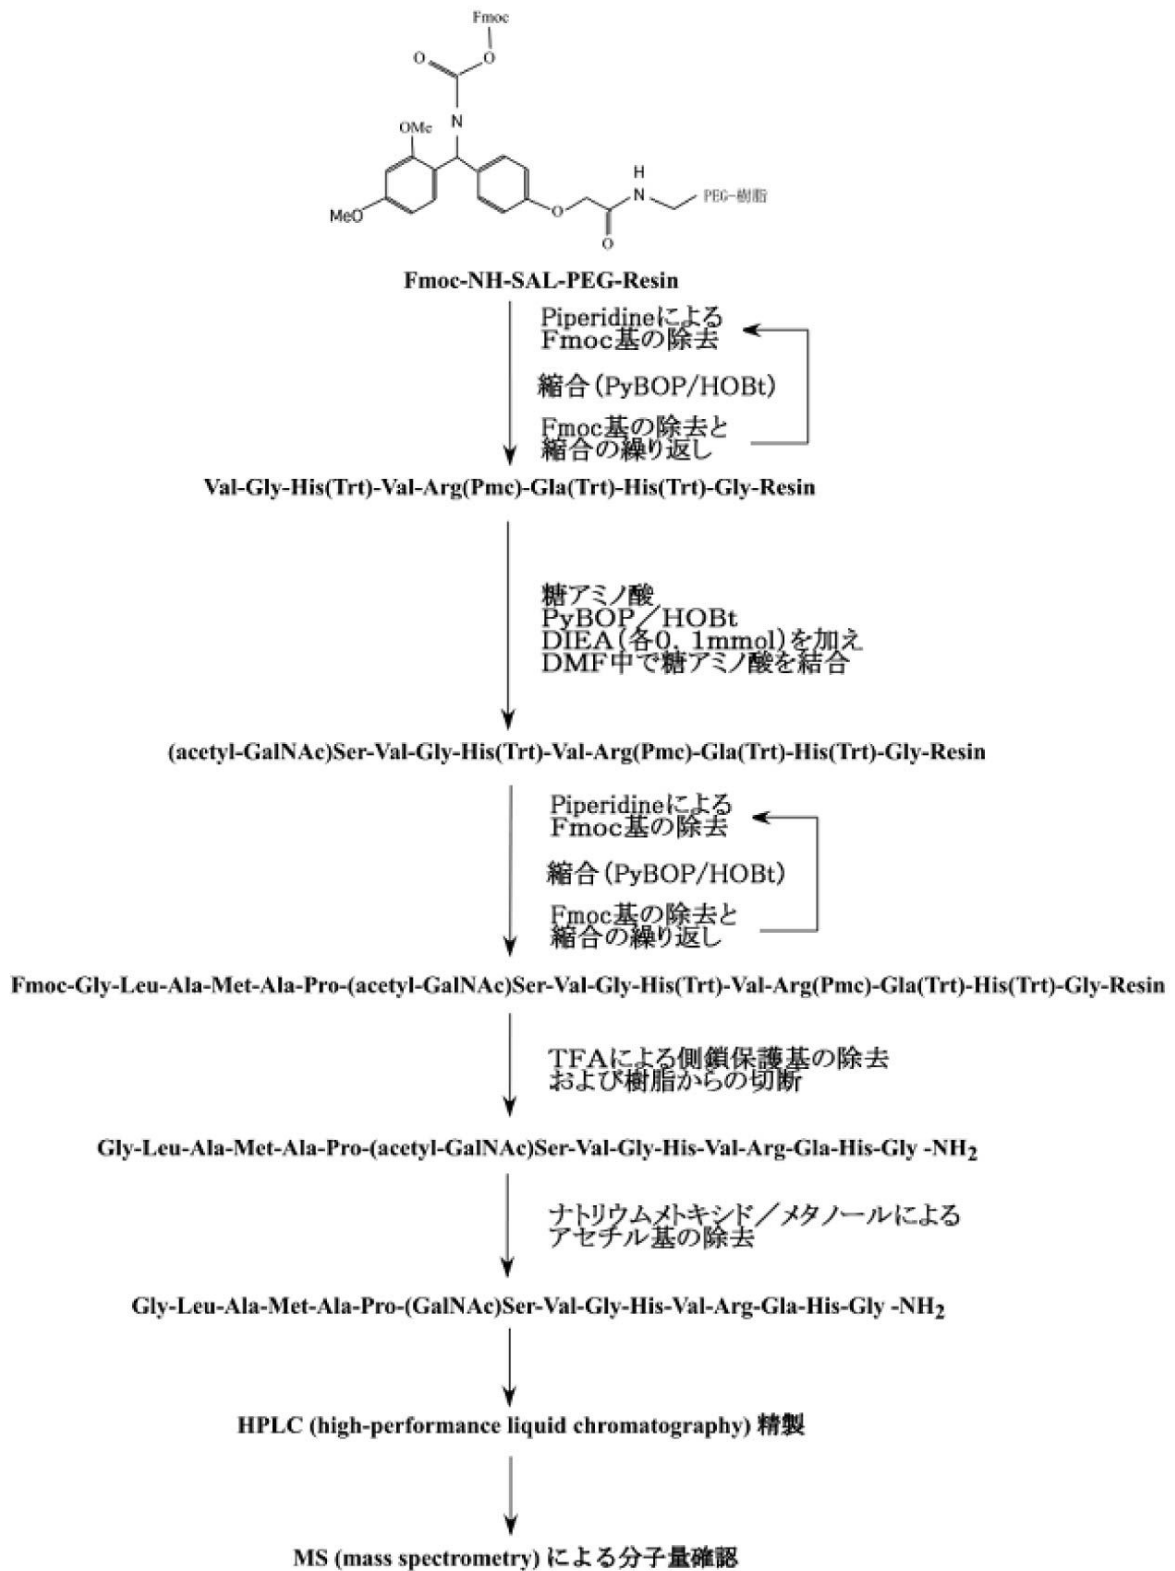 Fmoc
O
O
N
OMe
MeO
O
O
H
N
PEG-樹脂
Fmoc-NH-SAL-PEG-Resin
Piperidineによる
Fmoc基の除去
縮合(PyBOP/HOBt)
Fmoc基の除去と
縮合の繰り返し
Val-Gly-His(Trt)-Val-Arg(Pmc)-Gla(Trt)-His(Trt)-Gly-Resin
糖アミノ酸
PyBOP/HOBt
DIEA(各0.1mmol)を加え
DMF中で糖アミノ酸を結合
(acetyl-GalNAc)Ser-Val-Gly-His(Trt)-Val-Arg(Pmc)-Gla(Trt)-His(Trt)-Gly-Resin
Piperidineによる
Fmoc基の除去
縮合(PyBOP/HOBt)
Fmoc基の除去と
縮合の繰り返し
Fmoc-Gly-Leu-Ala-Met-Ala-Pro-(acetyl-GalNAc)Ser-Val-Gly-His(Trt)-Val-Arg(Pmc)-Gla(Trt)-His(Trt)-Gly-Resin
TFAによる側鎖保護基の除去
および樹脂からの切断
Gly-Leu-Ala-Met-Ala-Pro-(acetyl-GalNAc)Ser-Val-Gly-His-Val-Arg-Gla-His-Gly -NH2
ナトリウムメトキシド/メタノールによる
アセチル基の除去
Gly-Leu-Ala-Met-Ala-Pro-(GalNAc)Ser-Val-Gly-His-Val-Arg-Gla-His-Gly -NH2
HPLC (high-performance liquid chromatography) 精製
MS (mass spectrometry) による分子量確認